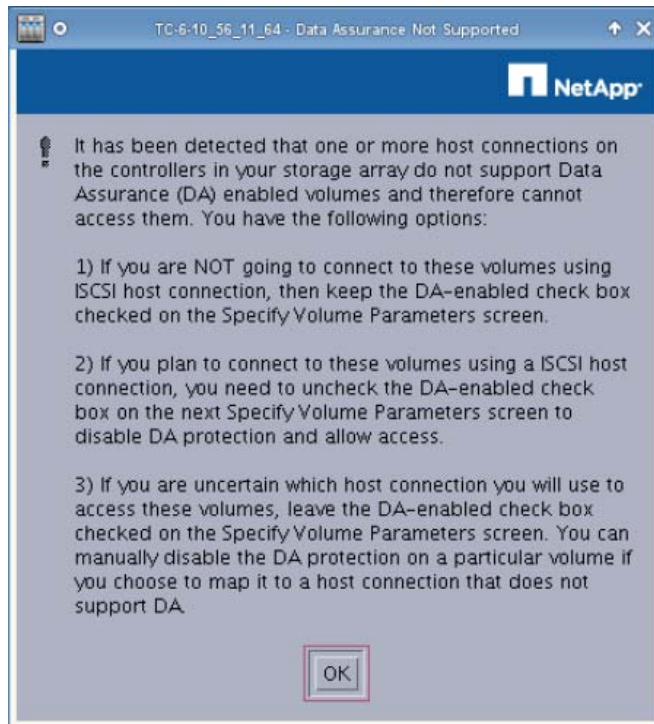 TC-6-10_56_11_64 - Data Assurance Not Supported
NetApp
It has been detected that one or more host connections on
the controllers in your storage array do not support Data
Assurance (DA) enabled volumes and therefore cannot
access them. You have the following options:
1) If you are NOT going to connect to these volumes using
ISCSI host connection, then keep the DA-enabled check box
checked on the Specify Volume Parameters screen.
2) If you plan to connect to these volumes using a ISCSI host
connection, you need to uncheck the DA-enabled check
box on the next Specify Volume Parameters screen to
disable DA protection and allow access.
3) If you are uncertain which host connection you will use to
access these volumes, leave the DA-enabled check box
checked on the Specify Volume Parameters screen. You can
manually disable the DA protection on a particular volume if
you choose to map it to a host connection that does not
support DA.
OK